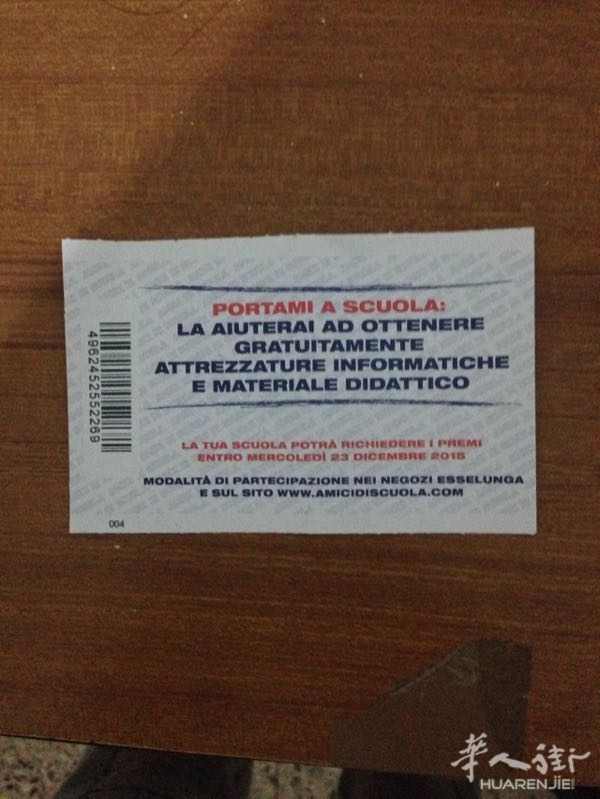 PORTAMI A SCUOLA:
LA AIUTERAI AD OTTENERE
GRATUITAMENTE
ATTREZZATURE INFORMATICHE
E MATERIALE DIDATTICO
LA TUA SCUOLA POTRÀ RICHIEDERE I PREMI
ENTRO MERCOLEDÌ 23 DICEMBRE 2015
MODALITÀ DI PARTECIPAZIONE NEI NEGOZI ESSELUNGA
E SUL SITO WWW.AMICIDISCUOLA.COM
4962452552269
004
华人街
HUARENJIE